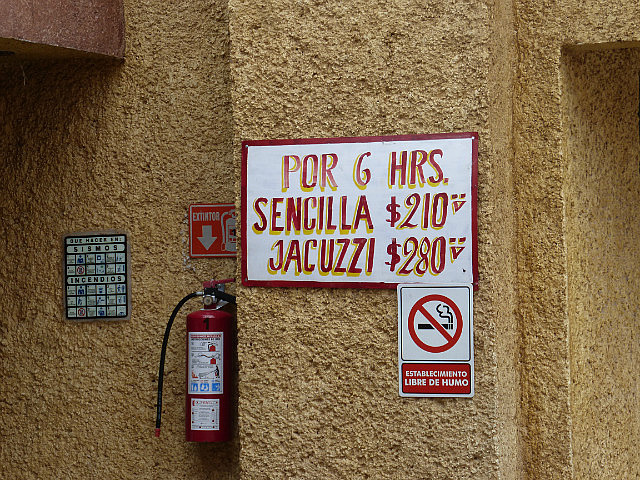 POR 6 HRS.
SENCILLA $210
JACUZZI $280
EXTINTOR
QUE HACER EN:
SISMOS
INCENDIOS
ESTABLECIMIENTO
LIBRE DE HUMO